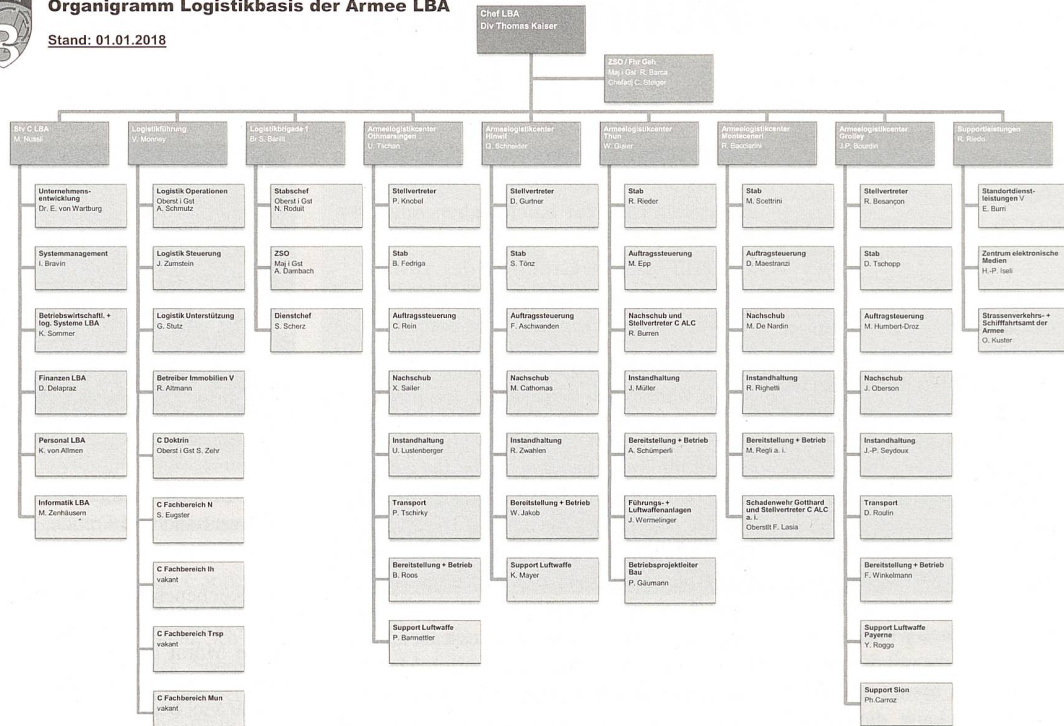 Organigramm Logistikbasis der Armee LBA
Stand: 01.01.2018
Chef LBA
Div Thomas Kaiser
ZSO / Fhr Geh
Maj i Gst R. Barca
Chefadj C. Steiger
Stv C LBA
M. Nüssli
Logistikführung
V. Monney
Logistikbrigade 1
Br S.
Armeelogistikcenter
Othmarsingen
U. Tschan
Armeelogistikcenter
Hinwil
Schneider
Armeelogistikcenter
Thun
W. Gisler
Armeelogistikcenter
Monteceneri
R. Bacciarini
Armeelogistikcenter
Grolley
J.P. Bourdin
Supportleistungen
R. Riedo
Unternehmens-
entwicklung
Dr. E. von Wartburg
Systemmanagement
I. Bravin
Betriebswirtschaftl. +
log. Systeme LBA
K. Sommer
Finanzen LBA
D. Delapraz
Personal LBA
K. von Allmen
Informatik LBA
M. Zenhäusern
Logistik Operationen
Oberst i Gst
A. Schmutz
Logistik Steuerung
J. Zumstein
Logistik Unterstützung
G. Stutz
Betreiber Immobilien V
R. Altmann
C Doktrin
Oberst i Gst S. Zehr
C Fachbereich N
S. Eugster
C Fachbereich Ih
vakant
C Fachbereich Trsp
vakant
C Fachbereich Mun
vakant
Stabschef
Oberst i Gst
N. Roduit
ZSO
Maj i Gst
A. Dambach
Dienstchef
S. Scherz
Stellvertreter
P. Knobel
Stab
B. Fedriga
Auftragssteuerung
C. Rein
Nachschub
X. Sailer
Instandhaltung
U. Lustenberger
Transport
P. Tschirky
Bereitstellung + Betrieb
B. Roos
Support Luftwaffe
P. Barmettler
Stellvertreter
D. Gurtner
Stab
S. Tönz
Auftragssteuerung
F. Aschwanden
Nachschub
M. Cathomas
Instandhaltung
R. Zwahlen
Bereitstellung + Betrieb
W. Jakob
Support Luftwaffe
K. Mayer
Stab
R. Rieder
Auftragssteuerung
M. Epp
Nachschub und
Stellvertreter C ALC
R. Burren
Instandhaltung
J. Müller
Bereitstellung + Betrieb
A. Schümperli
Führungs- +
Luftwaffenanlagen
J. Wermelinger
Betriebsprojektleiter
Bau
P. Gäumann
Stab
M. Scettrini
Auftragssteuerung
D. Maestranzi
Nachschub
M. De Nardin
Instandhaltung
R. Righetti
Bereitstellung + Betrieb
M. Regli a. i.
Schadenwehr Gotthard
und Stellvertreter C ALC
a. i.
Oberstlt F. Lasia
Stellvertreter
R. Besançon
Stab
D. Tschopp
Auftragsteuerung
M. Humbert-Droz
Nachschub
J. Oberson
Instandhaltung
J.-P. Seydoux
Transport
D. Roulin
Bereitstellung + Betrieb
F. Winkelmann
Support Luftwaffe
Payerne
Y. Roggo
Support Sion
Ph.Carroz
Standortdienst-
leistungen V
E. Burri
Zentrum elektronische
Medien
H.-P. Iseli
Strassenverkehrs- +
Schifffahrtsamt der
Armee
O. Kuster